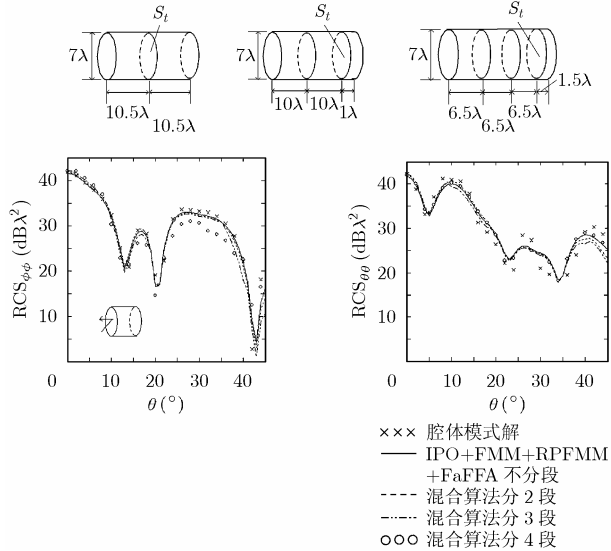 S_t
S_t
S_t
7λ
7λ
7λ
10.5λ
10.5λ
10λ
10λ
1λ
6.5λ
6.5λ
6.5λ
1.5λ
RCS_ϕϕ (dBλ²)
40
30
20
10
0
10
20
30
40
θ (°)
RCS_θθ (dBλ²)
40
30
20
10
0
10
20
30
40
θ (°)
××× 腔体模式解
IPO+FMM+RPFMM
+FaFFA 不分段
混合算法分 2 段
混合算法分 3 段
混合算法分 4 段